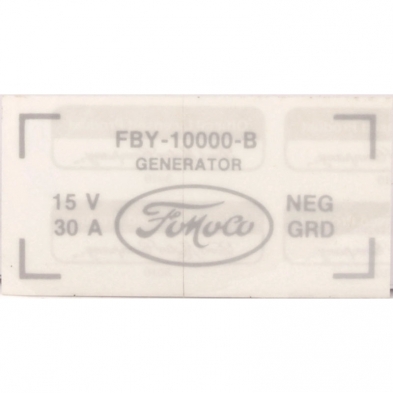 FBY-10000-B
GENERATOR
15 V
30 A
FoMoCo
NEG
GRD